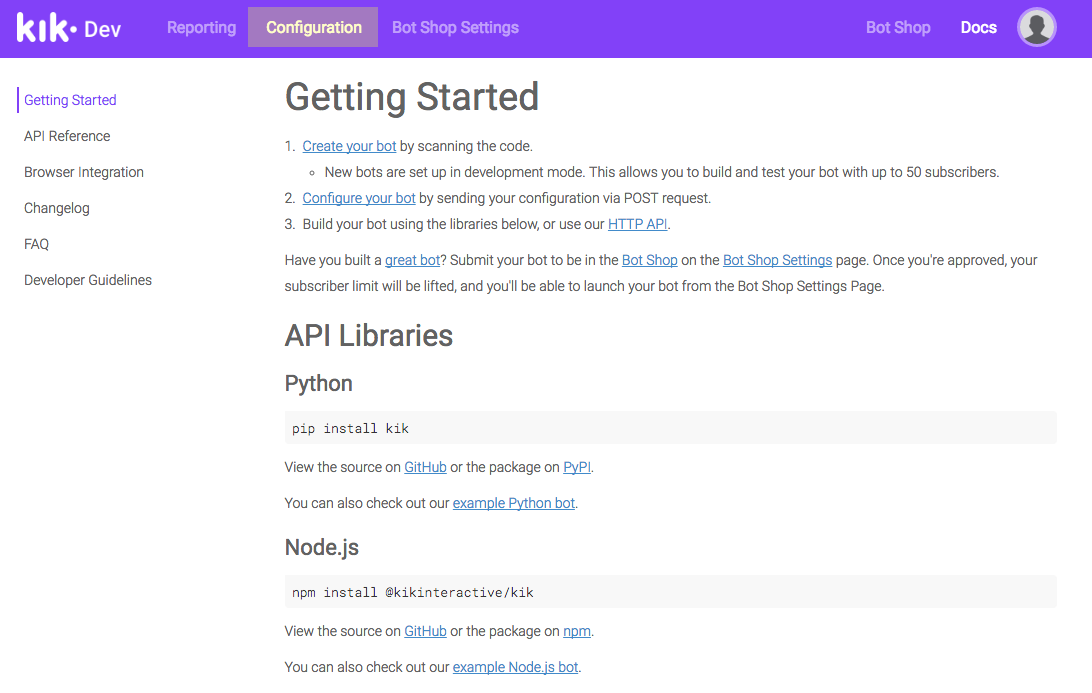 kik· Dev Reporting Configuration Bot Shop Settings Bot Shop Docs
Getting Started
API Reference
Browser Integration
Changelog
FAQ
Developer Guidelines
Getting Started
1. Create your bot by scanning the code.
◦ New bots are set up in development mode. This allows you to build and test your bot with up to 50 subscribers.
2. Configure your bot by sending your configuration via POST request.
3. Build your bot using the libraries below, or use our HTTP API.
Have you built a great bot? Submit your bot to be in the Bot Shop on the Bot Shop Settings page. Once you're approved, your
subscriber limit will be lifted, and you'll be able to launch your bot from the Bot Shop Settings Page.
API Libraries
Python
pip install kik
View the source on GitHub or the package on PyPI.
You can also check out our example Python bot.
Node.js
npm install @kikinteractive/kik
View the source on GitHub or the package on npm.
You can also check out our example Node.js bot.